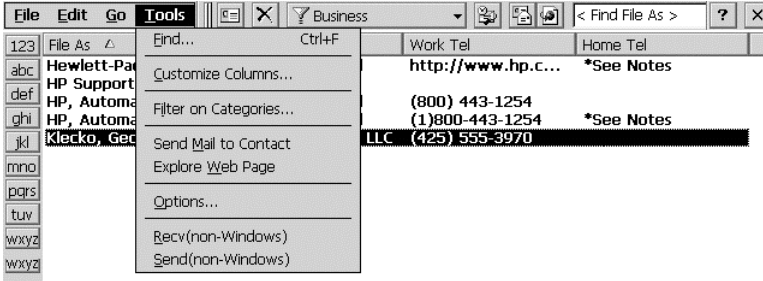 File Edit Go Tools Business < Find File As > ? X
123 File As Work Tel Home Tel
Find... Ctrl+F
Customize Columns...
Filter on Categories...
Send Mail to Contact
Explore Web Page
Options...
Recv(non-Windows)
Send(non-Windows)
abc
def
ghi
jkl
mno
pqrs
tuv
wxyz
wxyz
Hewlett-Pa http://www.hp.c... *See Notes
HP Support
HP, Automa (800) 443-1254
HP, Automa (1)800-443-1254 *See Notes
Klecko, Geo LLC (425) 555-3970